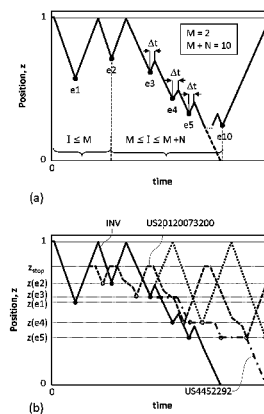 M = 2
M + N = 10
Δt
Δt
Δt
e1
e2
e3
e4
e5
e10
I ≤ M
M ≤ I ≤ M+N
Position, z
1
0
time
(a)
INV
US20120073200
Position, z
1
z stop
z(e2)
z(e3)
z(e1)
z(e4)
z(e5)
0
US4452292
time
(b)